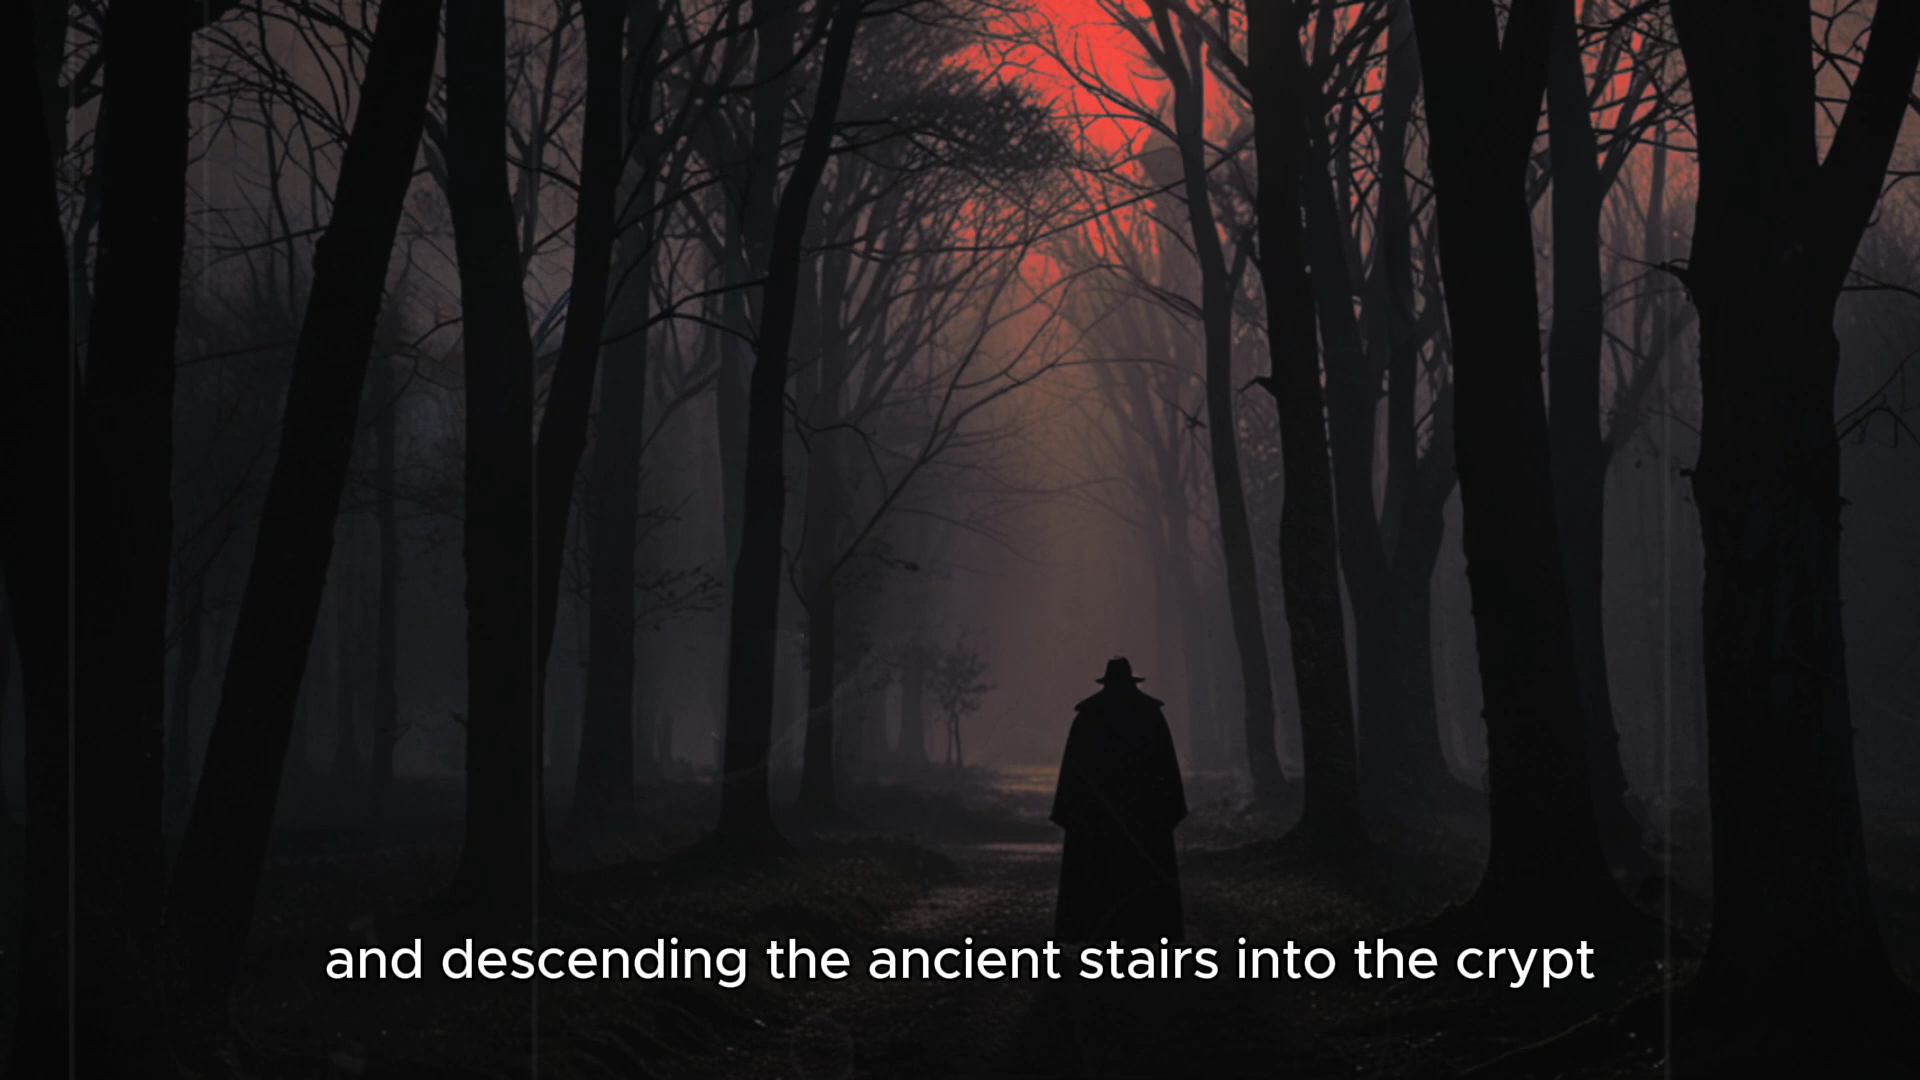 and descending the ancient stairs into the crypt